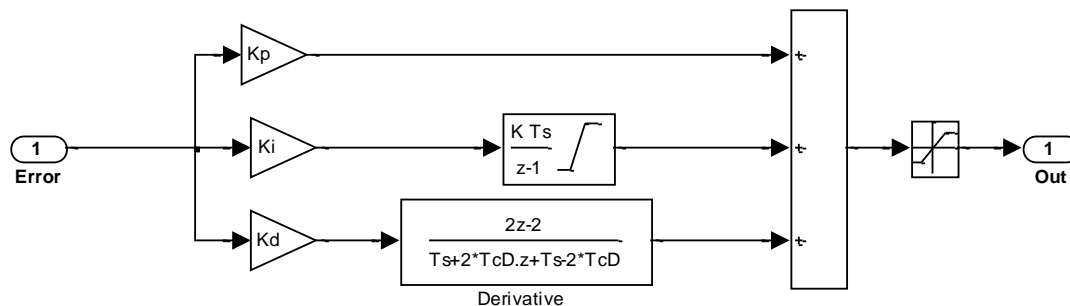 Kp
+
1
Error
Ki
K Ts
z-1
+
1
Out
Kd
2z-2
Ts+2*TcD.z+Ts-2*TcD
+
Derivative